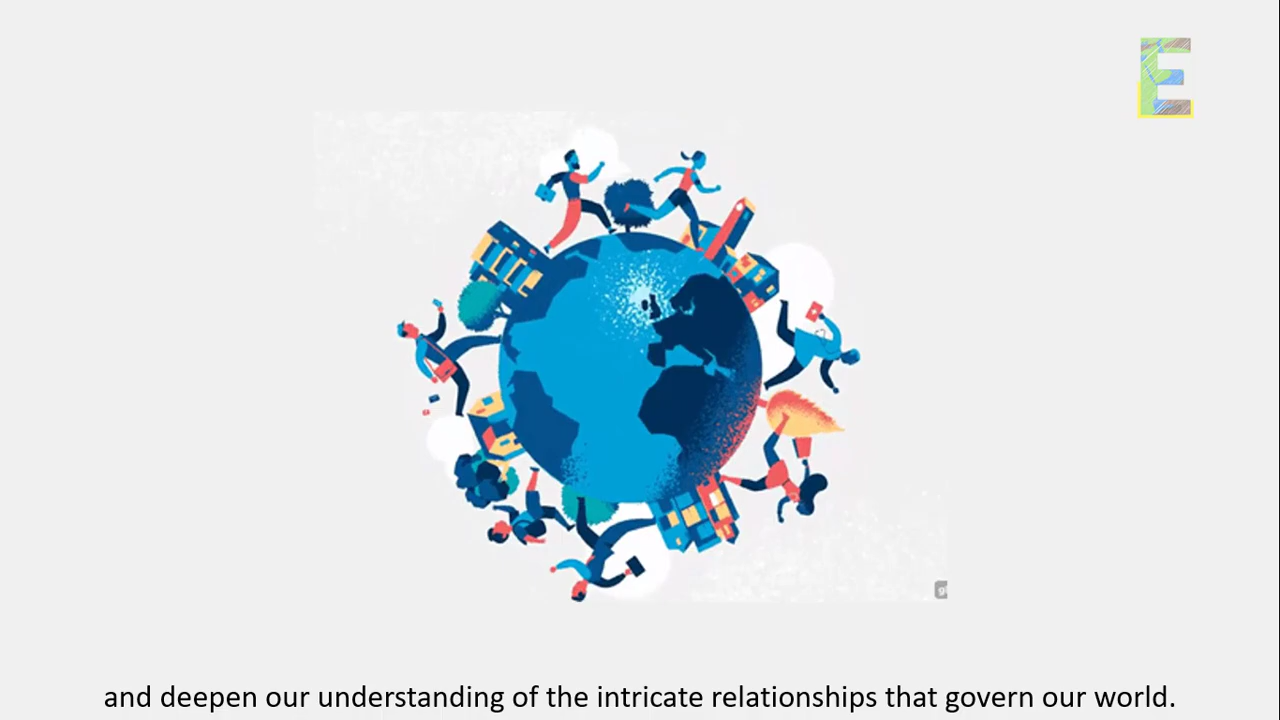 E
and deepen our understanding of the intricate relationships that govern our world.